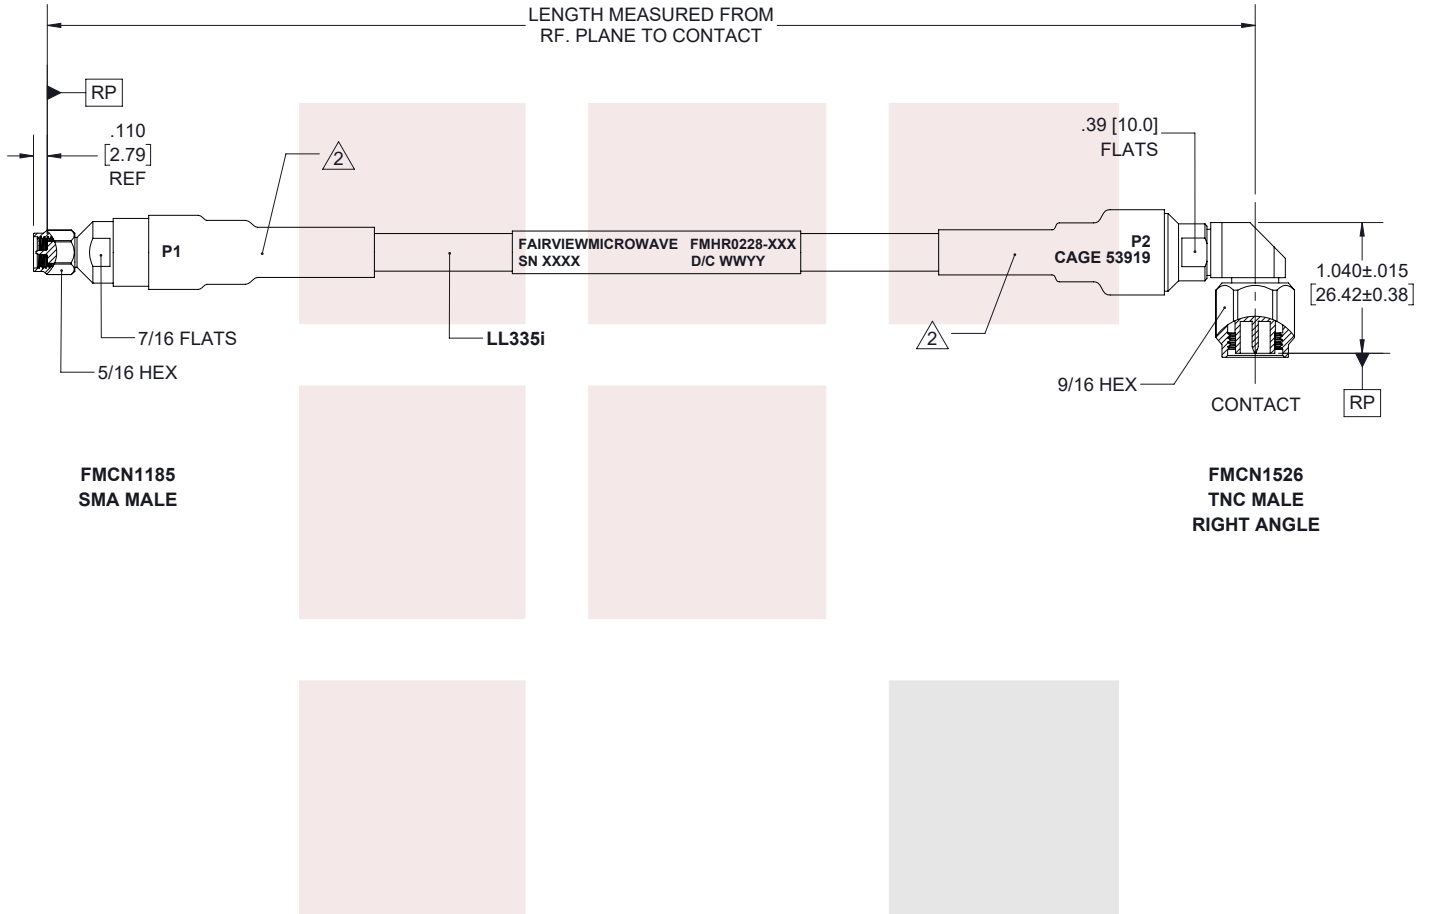 LENGTH MEASURED FROM
RF. PLANE TO CONTACT
RP
.110
[2.79]
REF
2
.39 [10.0]
FLATS
P1
FAIRVIEWMICROWAVE FMHR0228-XXX
SN XXXX D/C WWYY
P2
CAGE 53919
1.040±.015
[26.42±0.38]
7/16 FLATS
LL335i
2
5/16 HEX
9/16 HEX
CONTACT
RP
FMCN1185
SMA MALE
FMCN1526
TNC MALE
RIGHT ANGLE